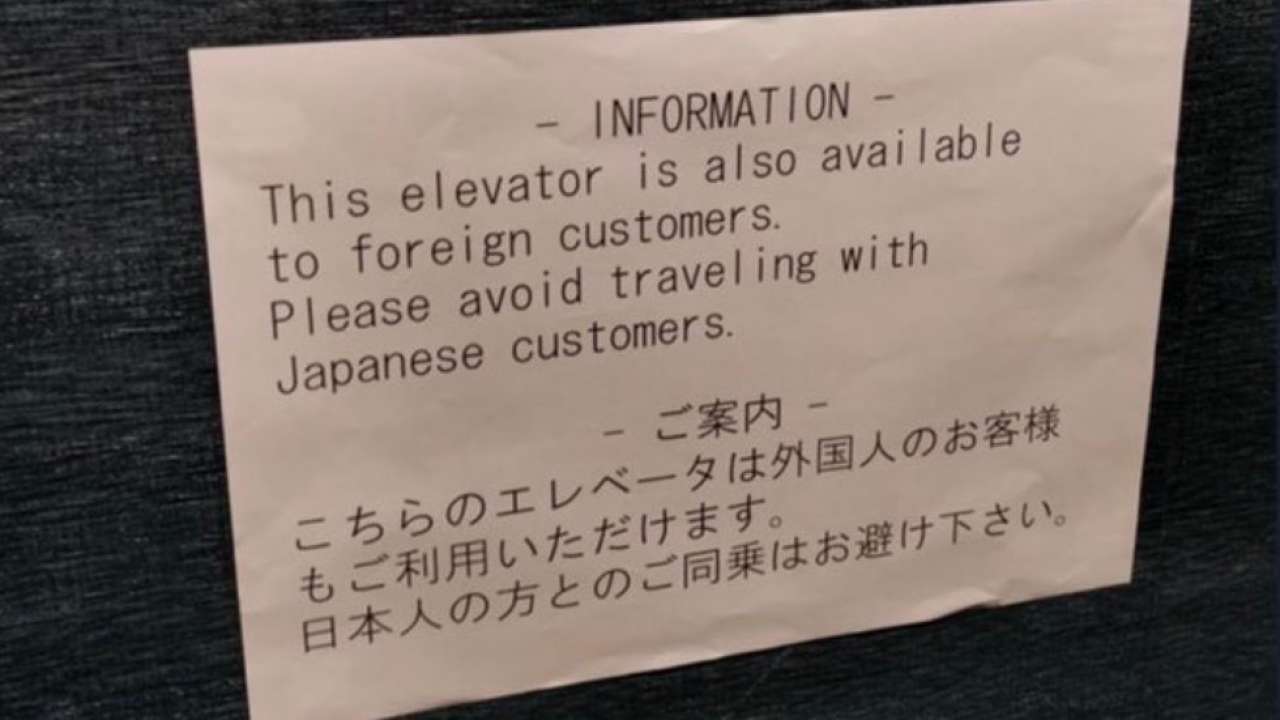 - INFORMATION -
This elevator is also available
to foreign customers.
Please avoid traveling with
Japanese customers.
- ご案内 -
こちらのエレベータは外国人のお客様
もご利用いただけます。
日本人の方とのご同乗はお避け下さい。